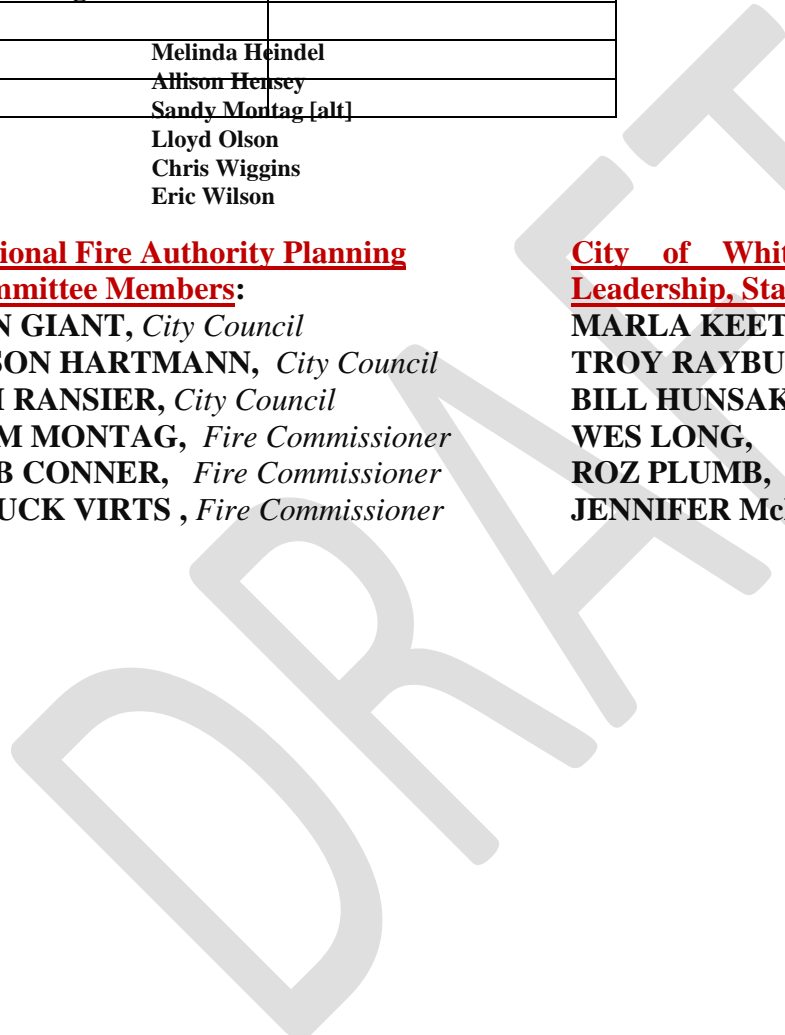 Melinda Heindel
Allison Hensey
Sandy Montag [alt]
Lloyd Olson
Chris Wiggins
Eric Wilson
ional Fire Authority Planning
mmittee Members:
N GIANT, City Council
SON HARTMANN, City Council
RANSIER, City Council
M MONTAG, Fire Commissioner
B CONNER, Fire Commissioner
UCK VIRTS , Fire Commissioner
City of Whit
Leadership, Sta
MARLA KEET
TROY RAYBU
BILL HUNSAK
WES LONG,
ROZ PLUMB,
JENNIFER Mc
DRAFT